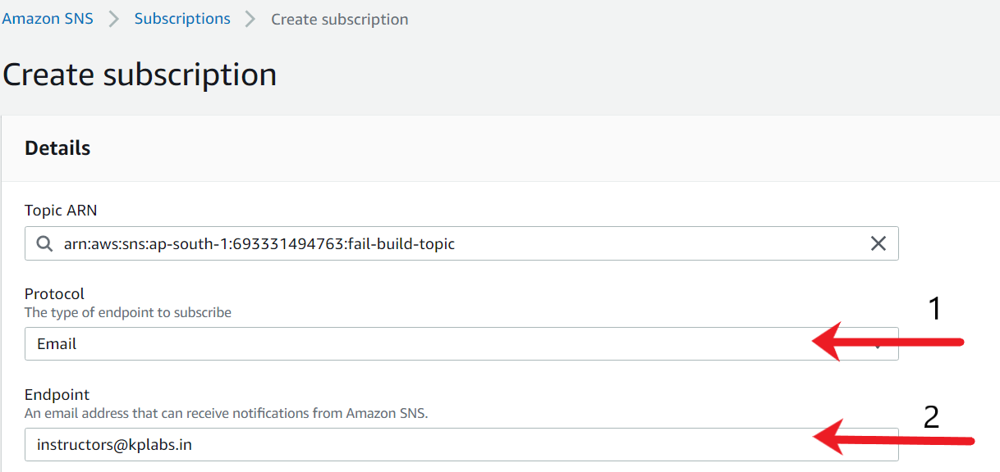 Amazon SNS > Subscriptions > Create subscription
Create subscription
Details
Topic ARN
arn:aws:sns:ap-south-1:693331494763:fail-build-topic
Protocol
The type of endpoint to subscribe
1
Email
Endpoint
An email address that can receive notifications from Amazon SNS.
2
instructors@kplabs.in